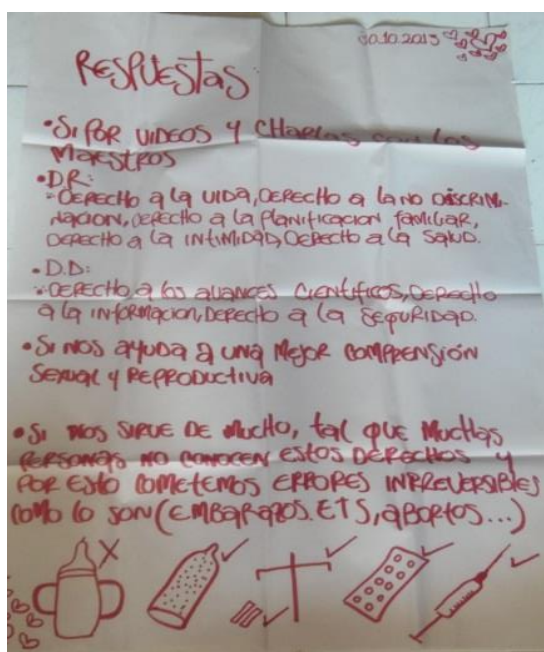 30.10.2013
RESPUESTAS
• SI POR VIDEOS Y CHARLAS CON LOS
MAESTROS
• D.R:
- DERECHO A LA VIDA, DERECHO A LA NO DISCRIMI-
NACION, DERECHO A LA PLANIFICACION FAMILIAR,
DERECHO A LA INTIMIDAD, DERECHO A LA SALUD.
• D.D:
- DERECHO A LOS AVANCES CIENTIFICOS, DERECHO
A LA INFORMACION, DERECHO A LA SEGURIDAD.
• SI NOS AYUDA A UNA MEJOR COMPRENSIÓN
SEXUAL Y REPRODUCTIVA
• SI NOS SIRVE DE MUCHO, tal QUE MUCHAS
PERSONAS NO CONOCEN ESTOS DERECHOS Y
POR ESTO COMETEMOS ERRORES INRREVERSIBLES
COMO LO SON (EMBARAZOS. ETS, ABORTOS...)